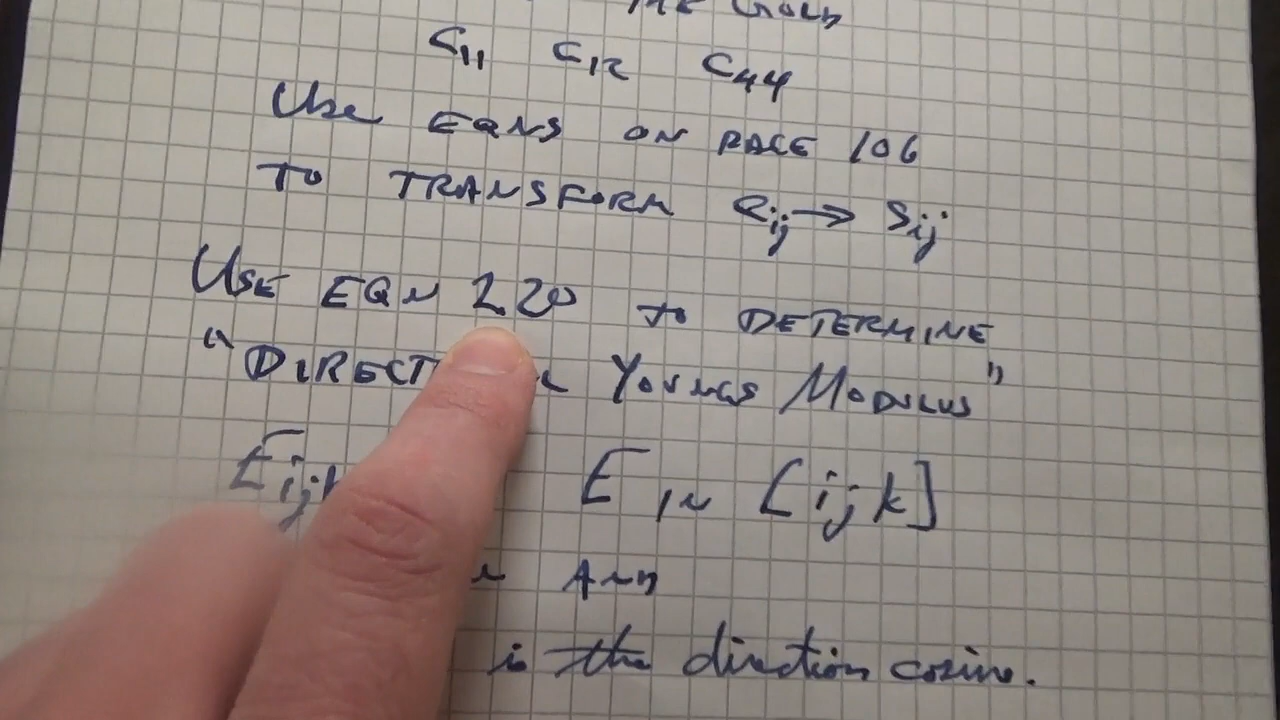 C11 C12 C44
Use EQNS ON PAGE 106
TO TRANSFORM Cij → Sij
USE EQN 2.20 TO DETERMINE
"DIRECT YOUNGS MODULUS"
Eijk E IN [ijk]
is the direction cosine.